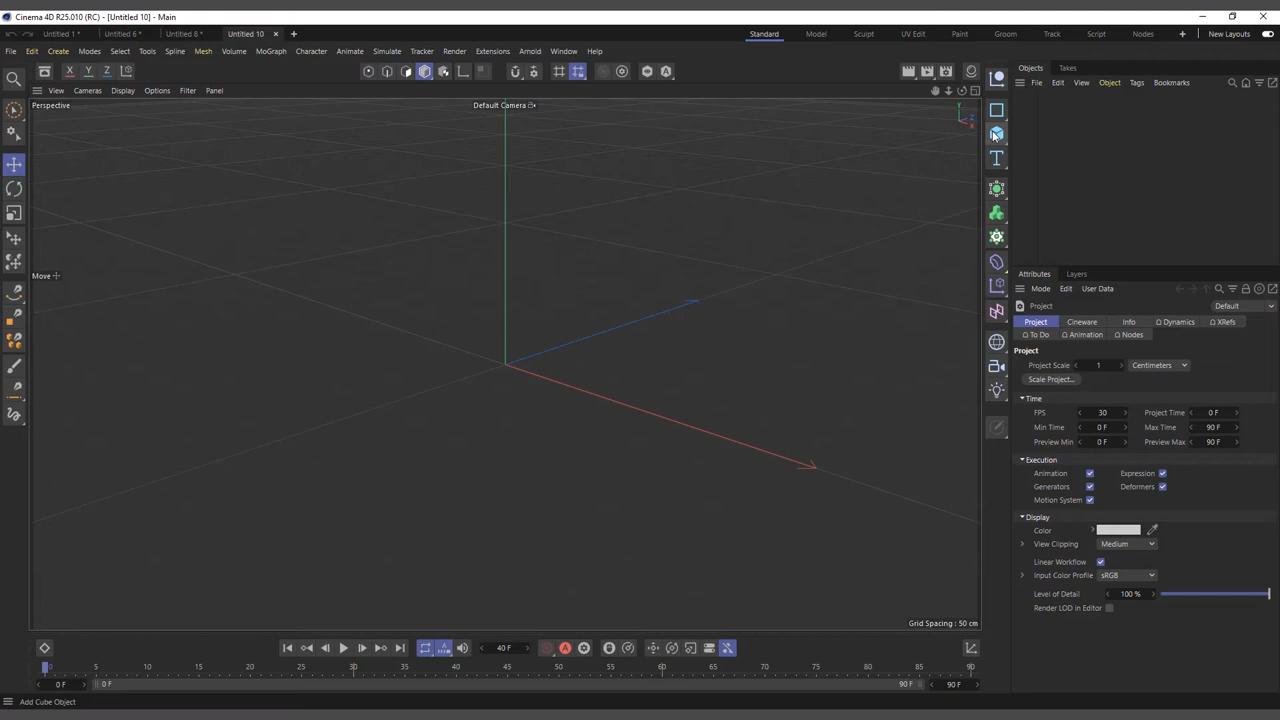 Cinema 4D R25.010 (RC) - [Untitled 10] - Main
Untitled 1 * Untitled 6 * Untitled 8 * Untitled 10 Standard Model Sculpt UV Edit Paint Groom Track Script Nodes New Layouts
File Edit Create Modes Select Tools Spline Mesh Volume MoGraph Character Animate Simulate Tracker Render Extensions Arnold Window Help
X Y Z
Objects Takes
File Edit View Object Tags Bookmarks
View Cameras Display Options Filter Panel
Perspective
Default Camera
Y
Z
X
Move
Grid Spacing : 50 cm
Attributes Layers
Mode Edit User Data
Project Default
Project Cineware Info Dynamics XRefs
To Do Animation Nodes
Project
Project Scale 1 Centimeters
Scale Project...
Time
FPS 30 Project Time 0 F
Min Time 0 F Max Time 90 F
Preview Min 0 F Preview Max 90 F
Execution
Animation Expression
Generators Deformers
Motion System
Display
Color
View Clipping Medium
Linear Workflow
Input Color Profile sRGB
Level of Detail 100 %
Render LOD in Editor
40 F
0 5 10 15 20 25 30 35 40 45 50 55 60 65 70 75 80 85 90
0 F 0 F 90 F 90 F
Add Cube Object